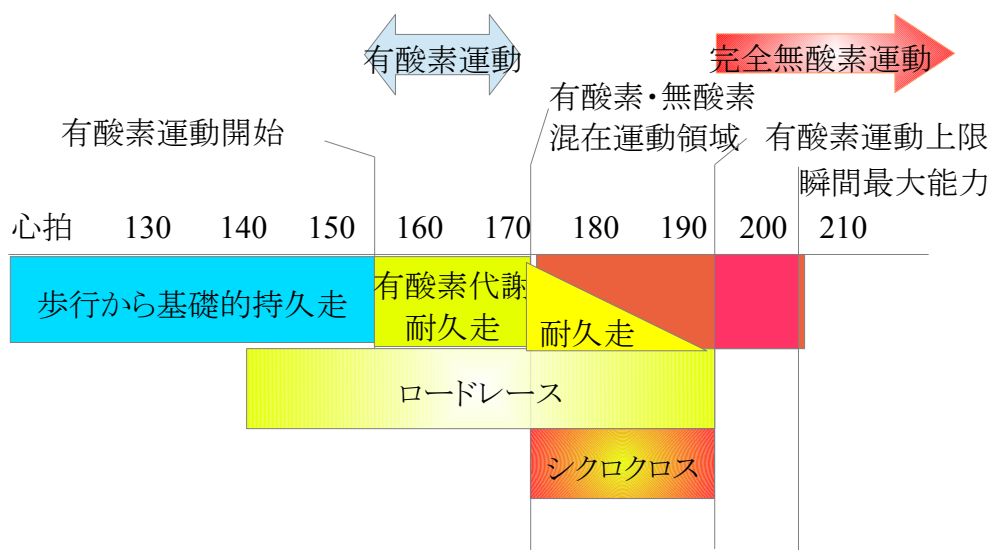 有酸素運動
完全無酸素運動
有酸素・無酸素
混在運動領域
有酸素運動開始
有酸素運動上限
瞬間最大能力
心拍 130 140 150 160 170 180 190 200 210
歩行から基礎的持久走
有酸素代謝
耐久走
耐久走
ロードレース
シクロクロス